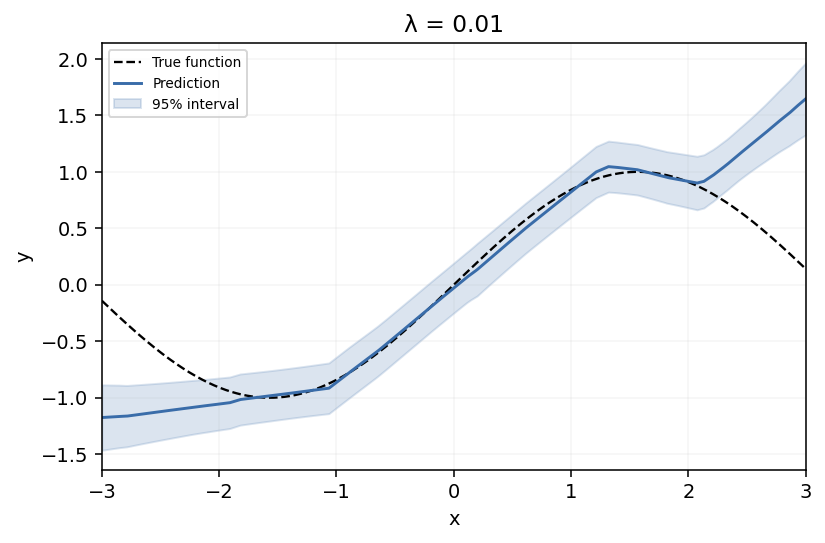 λ = 0.01
True function
Prediction
95% interval
y
2.0
1.5
1.0
0.5
0.0
−0.5
−1.0
−1.5
−3 −2 −1 0 1 2 3
x